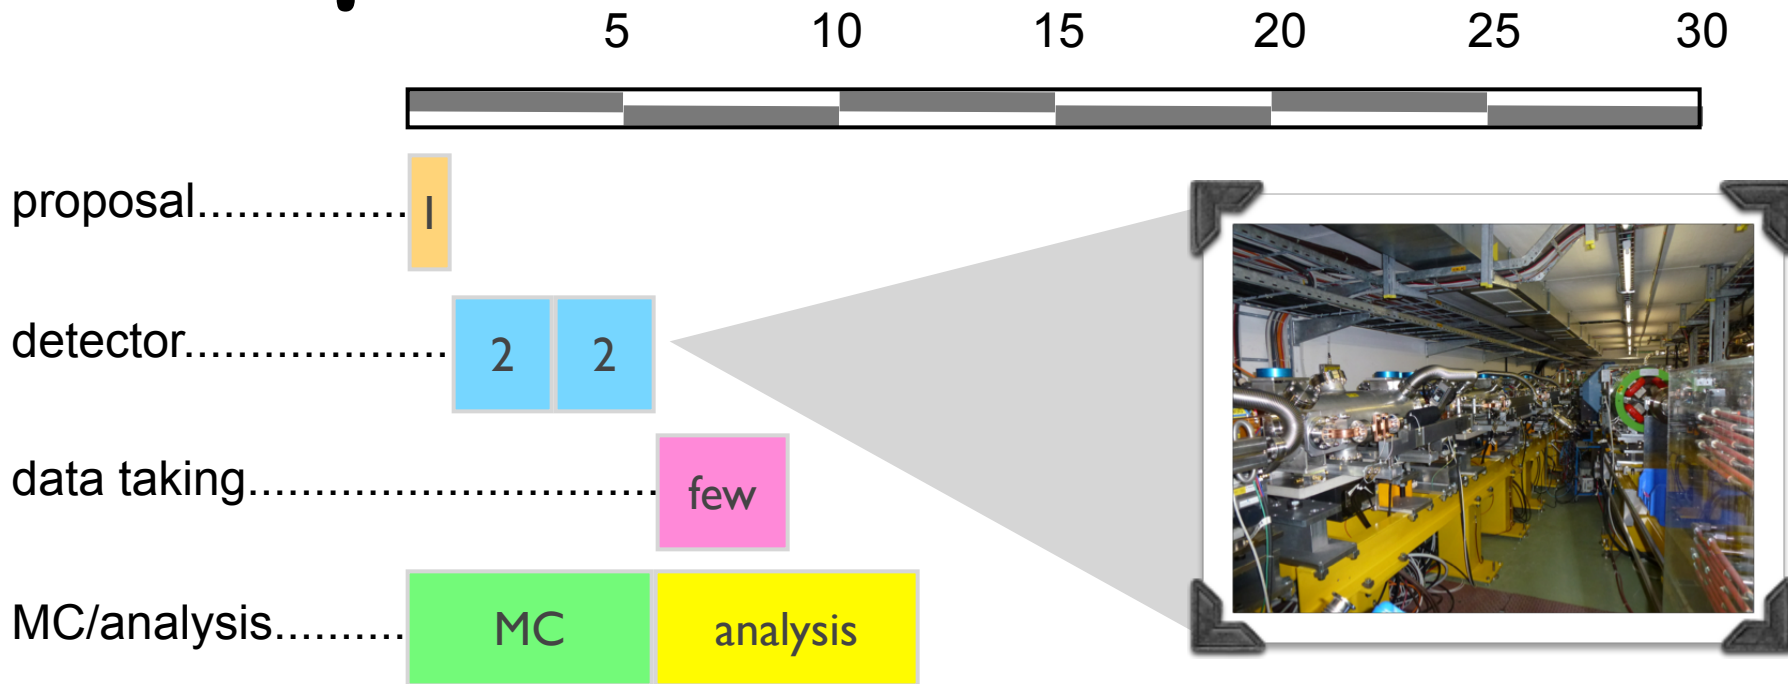 5 10 15 20 25 30
proposal................ 1
detector.................... 2 2
data taking............................... few
MC/analysis.......... MC analysis